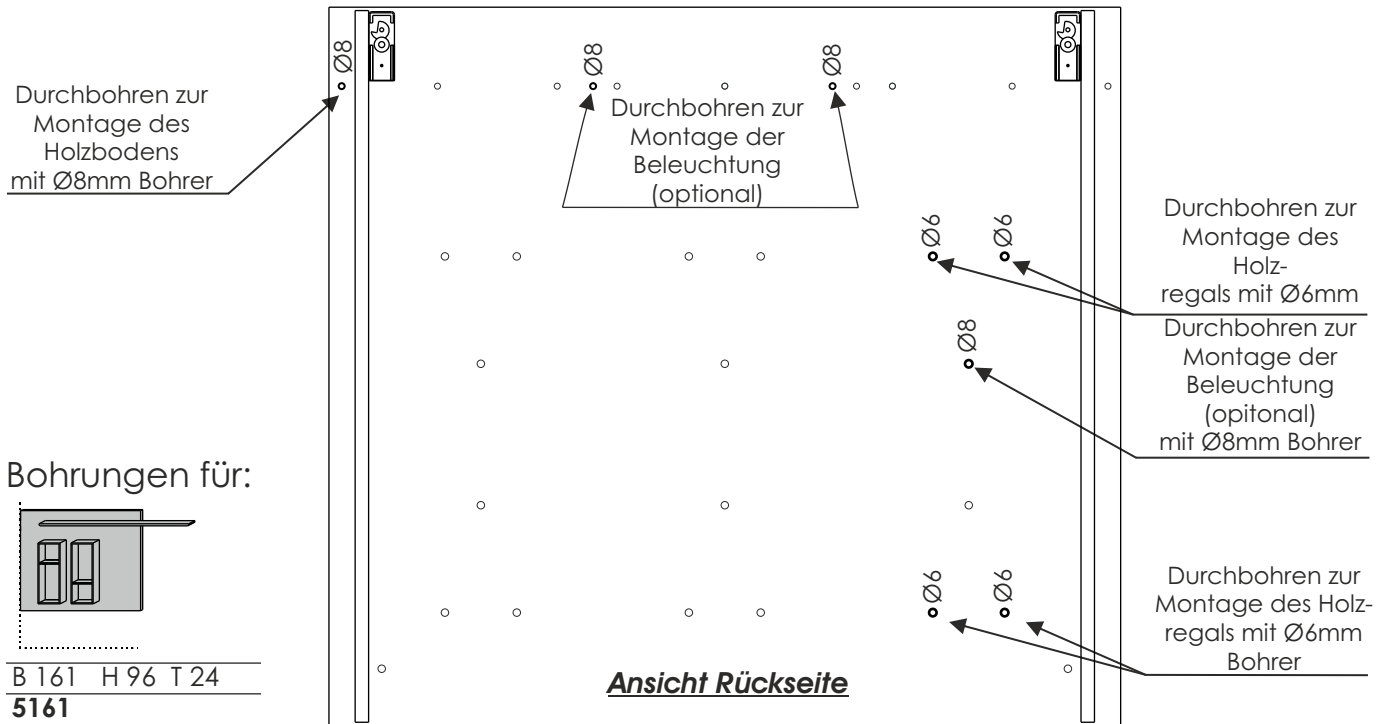 Ø8
Durchbohren zur
Montage des
Holzbodens
mit Ø8mm Bohrer
Ø8
Ø8
Durchbohren zur
Montage der
Beleuchtung
(optional)
Ø6
Ø6
Durchbohren zur
Montage des
Holz-
regals mit Ø6mm
Ø8
Durchbohren zur
Montage der
Beleuchtung
(opitonal)
mit Ø8mm Bohrer
Bohrungen für:
B 161 H 96 T 24
5161
Ø6
Ø6
Durchbohren zur
Montage des Holz-
regals mit Ø6mm
Bohrer
Ansicht Rückseite